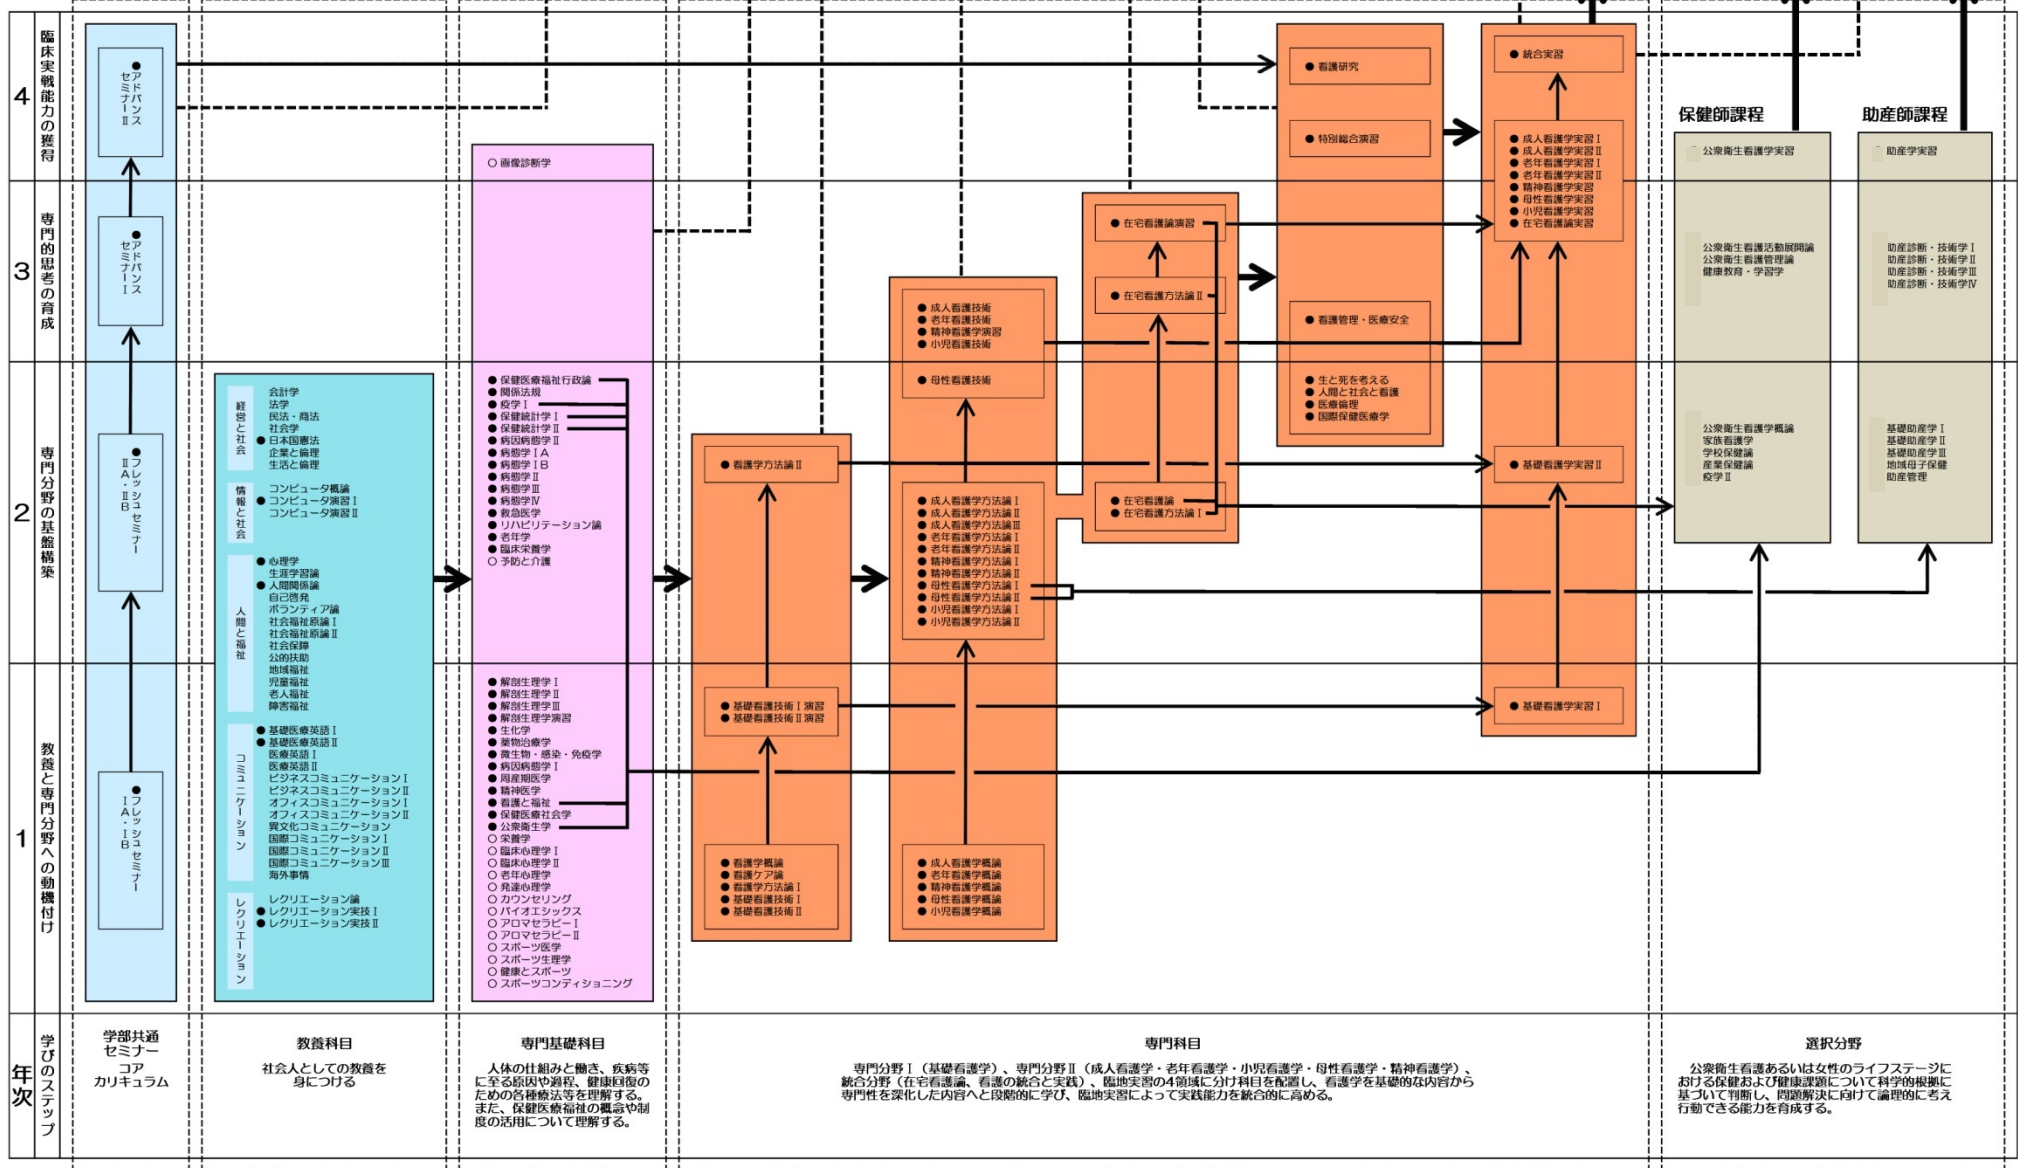 4
臨床実戦能力の獲得
3
専門的思考の育成
2
専門分野の基盤構築
1
教養と専門分野への動機付け
年次
学びのステップ
●アドバンス
セミナーⅡ
●アドバンス
セミナーⅠ
●フレッシュセミナー
ⅡA・ⅡB
●フレッシュセミナー
ⅠA・ⅠB
学部共通
セミナー
コア
カリキュラム
経営と社会
会計学
法学
民法・商法
社会学
●日本国憲法
企業と倫理
生活と倫理
情報と社会
コンピュータ概論
●コンピュータ演習Ⅰ
コンピュータ演習Ⅱ
人間と福祉
●心理学
生涯学習論
●人間関係論
自己啓発
ボランティア論
社会福祉原論Ⅰ
社会福祉原論Ⅱ
社会保障
公的扶助
地域福祉
児童福祉
老人福祉
障害福祉
コミュニケーション
●基礎医療英語Ⅰ
●基礎医療英語Ⅱ
医療英語Ⅰ
医療英語Ⅱ
ビジネスコミュニケーションⅠ
ビジネスコミュニケーションⅡ
オフィスコミュニケーションⅠ
オフィスコミュニケーションⅡ
異文化コミュニケーション
国際コミュニケーションⅠ
国際コミュニケーションⅡ
国際コミュニケーションⅢ
海外事情
レクリエーション
レクリエーション論
●レクリエーション実技Ⅰ
●レクリエーション実技Ⅱ
教養科目
社会人としての教養を
身につける
○画像診断学
●保健医療福祉行政論
●関係法規
●疫学Ⅰ
●保健統計学Ⅰ
●保健統計学Ⅱ
●病因病態学Ⅱ
●病態学ⅠA
●病態学ⅠB
●病態学Ⅱ
●病態学Ⅲ
●病態学Ⅳ
●救急医学
●リハビリテーション論
●老年学
●臨床栄養学
○予防と介護
●解剖生理学Ⅰ
●解剖生理学Ⅱ
●解剖生理学Ⅲ
●解剖生理学演習
●生化学
●薬物治療学
●微生物・感染・免疫学
●病因病態学Ⅰ
●周産期医学
●精神医学
●看護と福祉
●保健医療社会学
●公衆衛生学
○栄養学
○臨床心理学Ⅰ
○臨床心理学Ⅱ
○老年心理学
○発達心理学
○カウンセリング
○バイオエシックス
○アロマセラピーⅠ
○アロマセラピーⅡ
○スポーツ医学
○スポーツ生理学
○健康とスポーツ
○スポーツコンディショニング
専門基礎科目
人体の仕組みと働き、疾病等
に至る原因や過程、健康回復の
ための各種療法等を理解する。
また、保健医療福祉の概念や制
度の活用について理解する。
●看護学方法論Ⅱ
●基礎看護技術Ⅰ演習
●基礎看護技術Ⅱ演習
●看護学概論
●看護ケア論
●看護学方法論Ⅰ
●基礎看護技術Ⅰ
●基礎看護技術Ⅱ
●成人看護技術
●老年看護技術
●精神看護学演習
●小児看護技術
●母性看護技術
●成人看護学方法論Ⅰ
●成人看護学方法論Ⅱ
●成人看護学方法論Ⅲ
●老年看護学方法論Ⅰ
●老年看護学方法論Ⅱ
●精神看護学方法論Ⅰ
●精神看護学方法論Ⅱ
●母性看護学方法論Ⅰ
●母性看護学方法論Ⅱ
●小児看護学方法論Ⅰ
●小児看護学方法論Ⅱ
●成人看護学概論
●老年看護学概論
●精神看護学概論
●母性看護学概論
●小児看護学概論
●在宅看護論演習
●在宅看護方法論Ⅱ
●在宅看護論
●在宅看護方法論Ⅰ
●看護研究
●特別総合演習
●看護管理・医療安全
●生と死を考える
●人間と社会と看護
●医療倫理
●国際保健医療学
●統合実習
●成人看護学実習Ⅰ
●成人看護学実習Ⅱ
●老年看護学実習Ⅰ
●老年看護学実習Ⅱ
●精神看護学実習
●母性看護学実習
●小児看護学実習
●在宅看護論実習
●基礎看護学実習Ⅱ
●基礎看護学実習Ⅰ
専門科目
専門分野Ⅰ（基礎看護学）、専門分野Ⅱ（成人看護学・老年看護学・小児看護学・母性看護学・精神看護学）、
統合分野（在宅看護論、看護の統合と実践）、臨地実習の4領域に分け科目を配置し、看護学を基礎的な内容から
専門性を深化した内容へと段階的に学び、臨地実習によって実践能力を統合的に高める。
保健師課程
公衆衛生看護学実習
公衆衛生看護活動展開論
公衆衛生看護管理論
健康教育・学習学
公衆衛生看護学概論
家族看護学
学校保健論
産業保健論
疫学Ⅱ
助産師課程
助産学実習
助産診断・技術学Ⅰ
助産診断・技術学Ⅱ
助産診断・技術学Ⅲ
助産診断・技術学Ⅳ
基礎助産学Ⅰ
基礎助産学Ⅱ
基礎助産学Ⅲ
地域母子保健
助産管理
選択分野
公衆衛生看護あるいは女性のライフステージに
おける保健および健康課題について科学的根拠に
基づいて判断し、問題解決に向けて論理的に考え
行動できる能力を育成する。